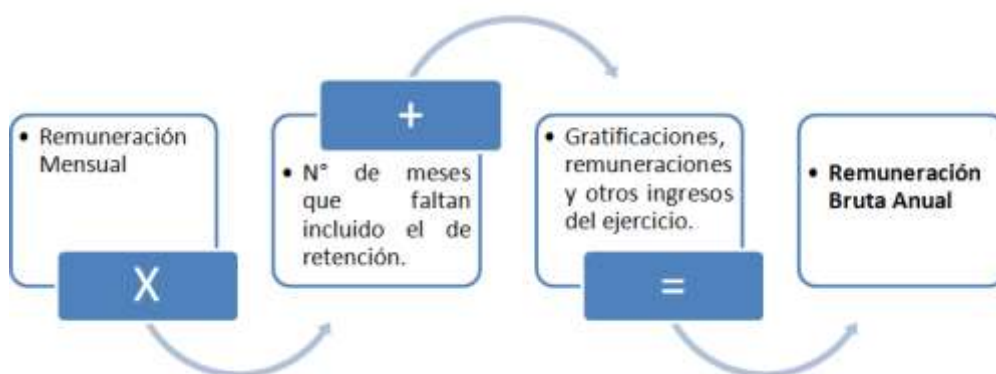 • Remuneración
Mensual
X
+
• N° de meses
que faltan
incluido el de
retención.
• Gratificaciones,
remuneraciones
y otros ingresos
del ejercicio.
=
• Remuneración
Bruta Anual